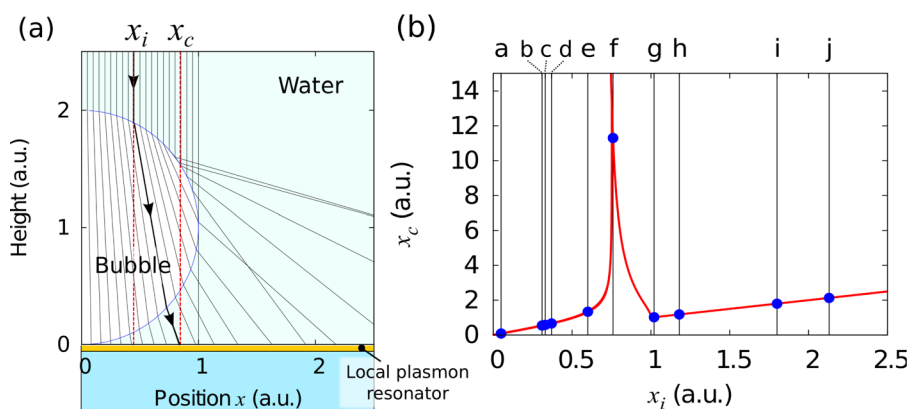 (a)
x_i x_c
Water
Bubble
Height (a.u.)
2
1
0
0 1 2
Position x (a.u.)
Local plasmon
resonator
(b)
a b c d e f g h i j
x_c (a.u.)
14
12
10
8
6
4
2
0
0 0.5 1 1.5 2 2.5
x_i (a.u.)